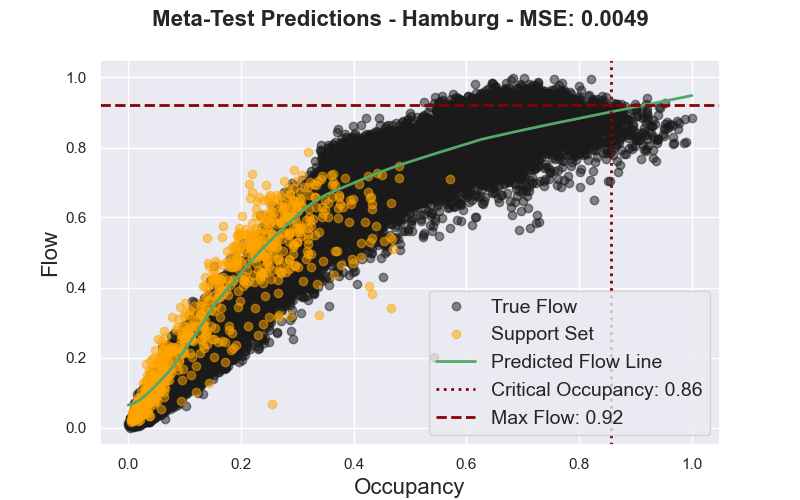 Meta-Test Predictions - Hamburg - MSE: 0.0049
1.0
0.8
0.6
0.4
0.2
0.0
Flow
True Flow
Support Set
Predicted Flow Line
Critical Occupancy: 0.86
Max Flow: 0.92
0.0 0.2 0.4 0.6 0.8 1.0
Occupancy